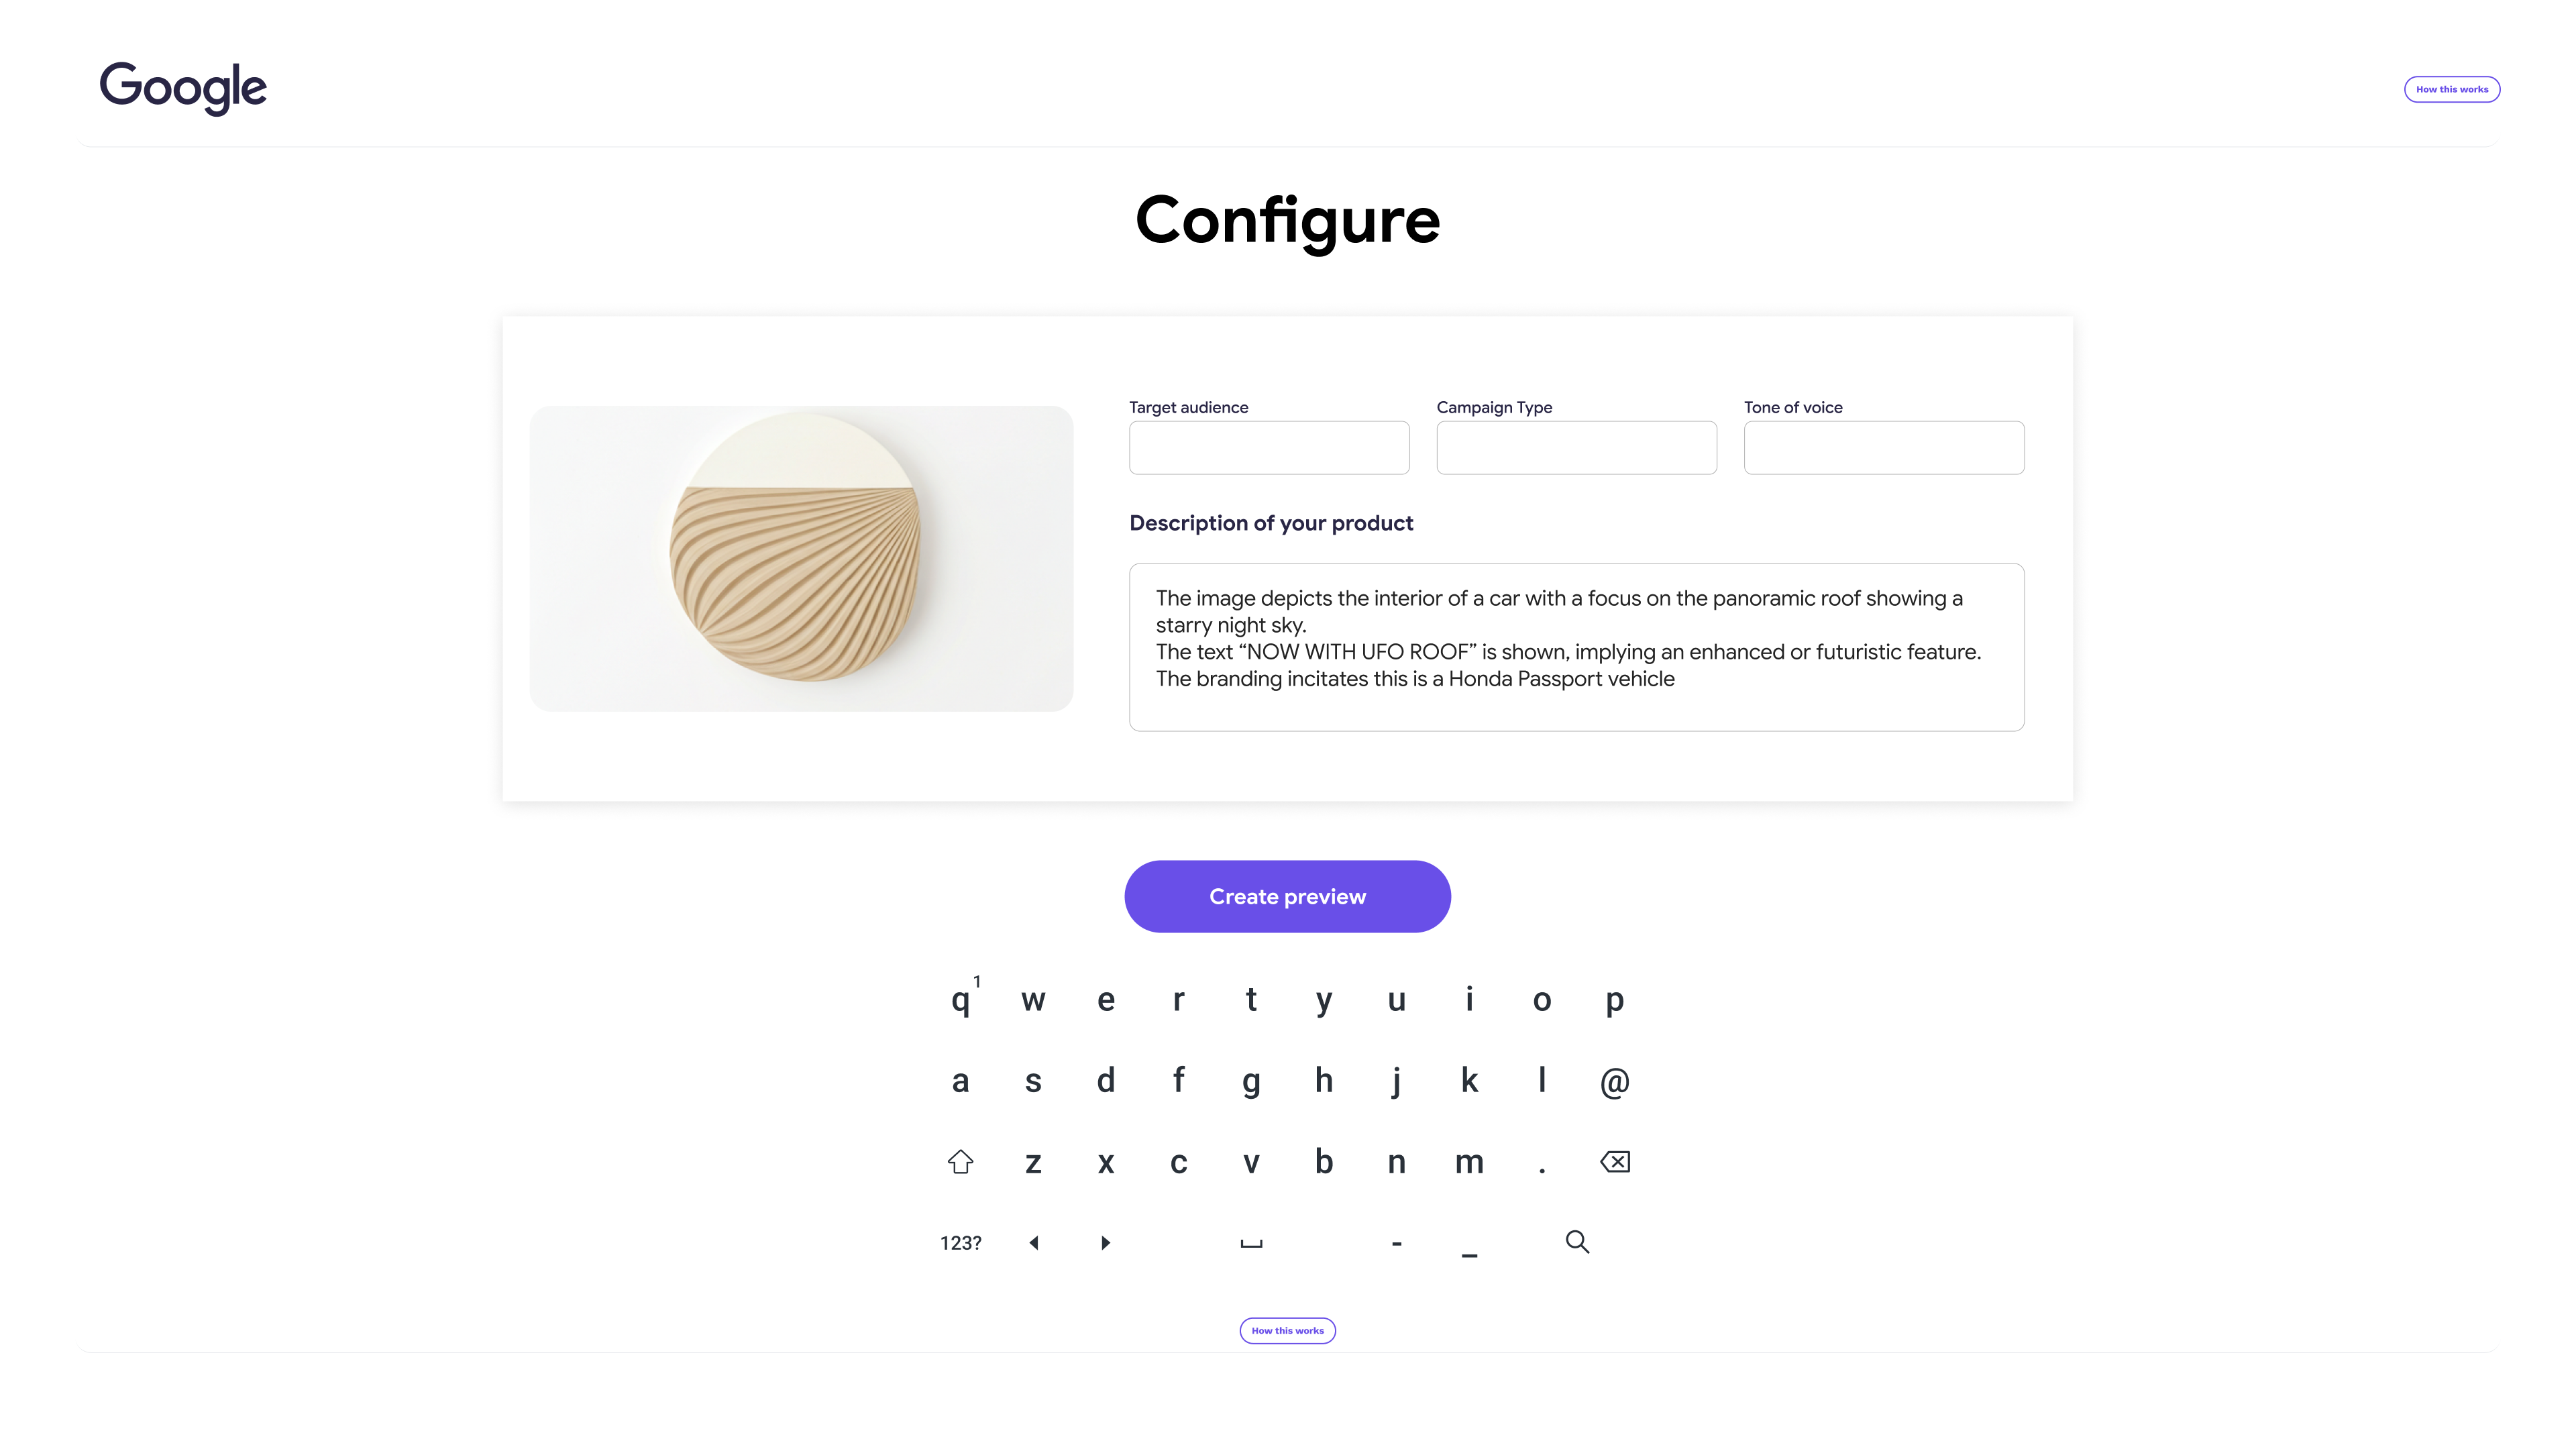 Google
How this works
Configure
Target audience
Campaign Type
Tone of voice
Description of your product
The image depicts the interior of a car with a focus on the panoramic roof showing a
starry night sky.
The text “NOW WITH UFO ROOF” is shown, implying an enhanced or futuristic feature.
The branding incitates this is a Honda Passport vehicle
Create preview
q 1 w e r t y u i o p
a s d f g h j k l @
z x c v b n m .
123? - _
How this works